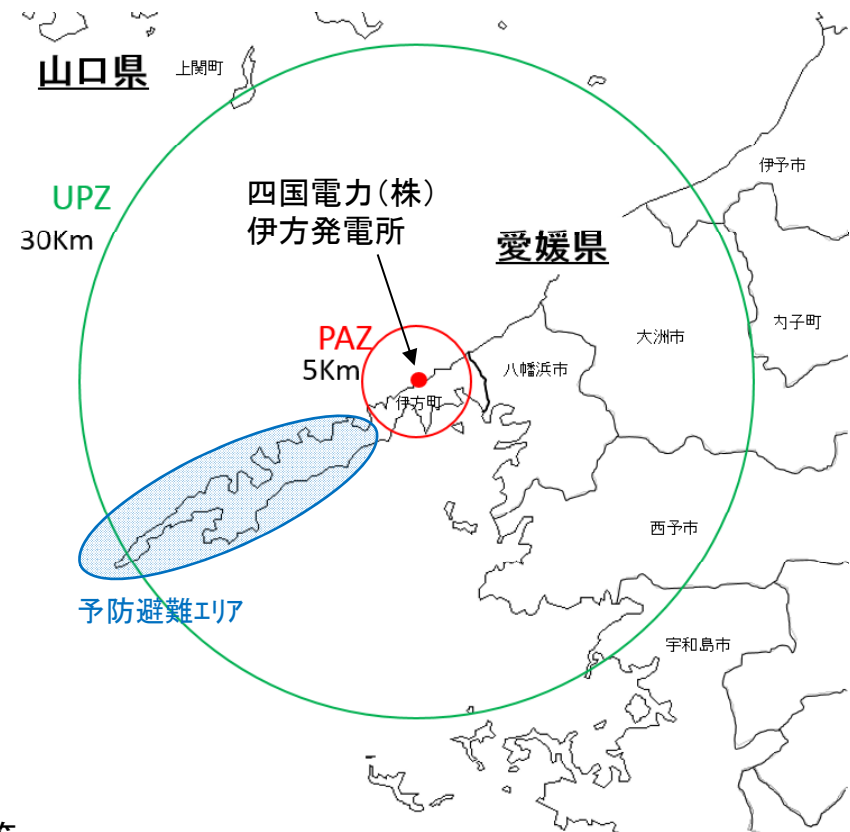 山口県
上関町
伊予市
UPZ
30Km
四国電力(株)
伊方発電所
愛媛県
PAZ
5Km
大洲市
内子町
八幡浜市
伊方町
西予市
予防避難エリア
宇和島市